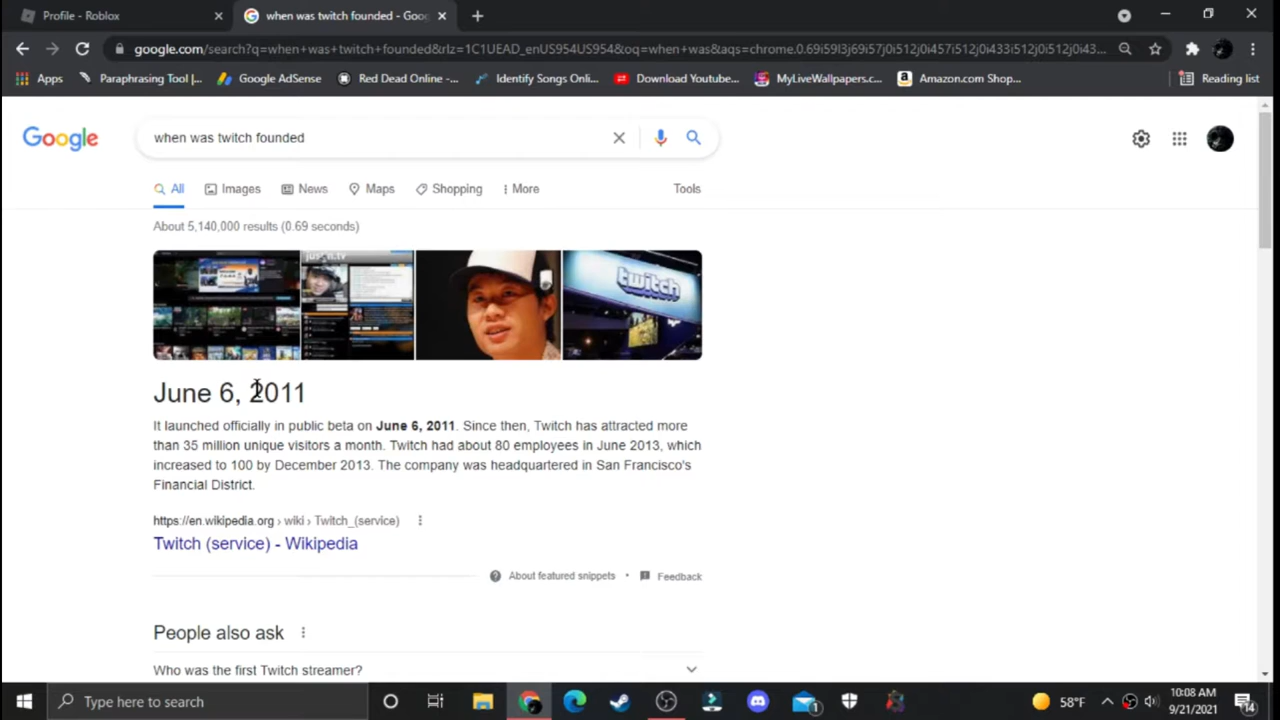 Profile - Roblox
when was twitch founded - Goo
google.com/search?q=when+was+twitch+founded&rlz=1C1UEAD_enUS954US954&oq=when+was&aqs=chrome.0.69i59l3j69i57j0i512j0i457i512j0i433i512j0i512j0i43...
Apps
Paraphrasing Tool |...
Google AdSense
Red Dead Online -...
Identify Songs Onli...
Download Youtube...
MyLiveWallpapers.c...
Amazon.com Shop...
Reading list
Google
when was twitch founded
All
Images
News
Maps
Shopping
More
Tools
About 5,140,000 results (0.69 seconds)
twitch
June 6, 2011
It launched officially in public beta on June 6, 2011. Since then, Twitch has attracted more
than 35 million unique visitors a month. Twitch had about 80 employees in June 2013, which
increased to 100 by December 2013. The company was headquartered in San Francisco's
Financial District.
https://en.wikipedia.org › wiki › Twitch_(service)
Twitch (service) - Wikipedia
About featured snippets • Feedback
People also ask
Who was the first Twitch streamer?
Type here to search
1
58°F
10:08 AM
9/21/2021
14